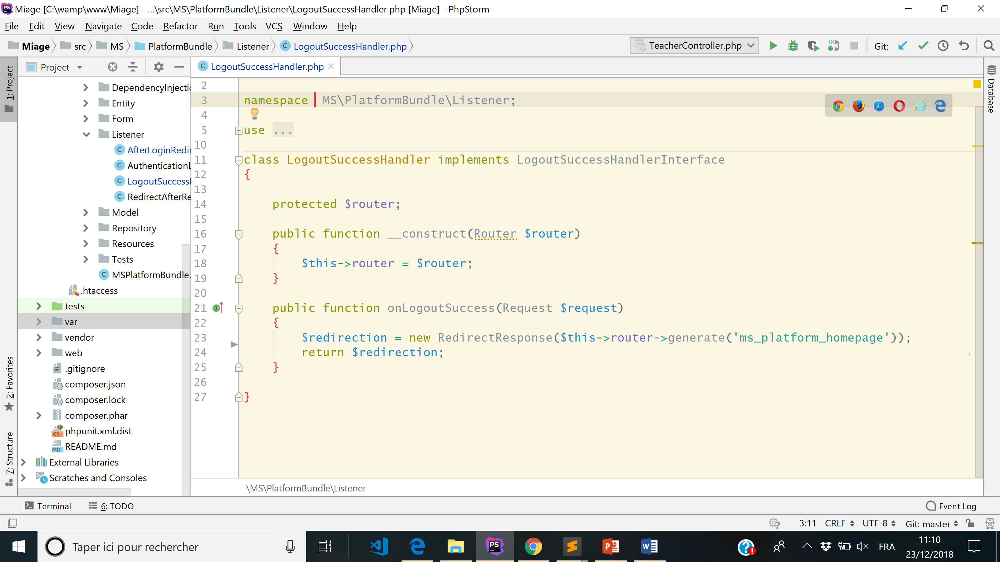 Miage [C:\wamp\www\Miage] - ...\src\MS\PlatformBundle\Listener\LogoutSuccessHandler.php [Miage] - PhpStorm
File Edit View Navigate Code Refactor Run Tools VCS Window Help
Miage src MS PlatformBundle Listener LogoutSuccessHandler.php
TeacherController.php
Git:
1: Project
2: Favorites
7: Structure
Project
DependencyInjectio
Entity
Form
Listener
AfterLoginRedir
AuthenticationL
LogoutSuccessH
RedirectAfterRe
Model
Repository
Resources
Tests
MSPlatformBundle.
.htaccess
tests
var
vendor
web
.gitignore
composer.json
composer.lock
composer.phar
phpunit.xml.dist
README.md
External Libraries
Scratches and Consoles
LogoutSuccessHandler.php
2
3 namespace  MS\PlatformBundle\Listener;
4
5 use ...
10
11 class LogoutSuccessHandler implements LogoutSuccessHandlerInterface
12 {
13
14     protected $router;
15
16     public function __construct(Router $router)
17     {
18         $this->router = $router;
19     }
20
21     public function onLogoutSuccess(Request $request)
22     {
23         $redirection = new RedirectResponse($this->router->generate('ms_platform_homepage'));
24         return $redirection;
25     }
26
27 }
\MS\PlatformBundle\Listener
Database
Terminal 6: TODO Event Log
3:11 CRLF UTF-8 Git: master
Taper ici pour rechercher
FRA
11:10
23/12/2018